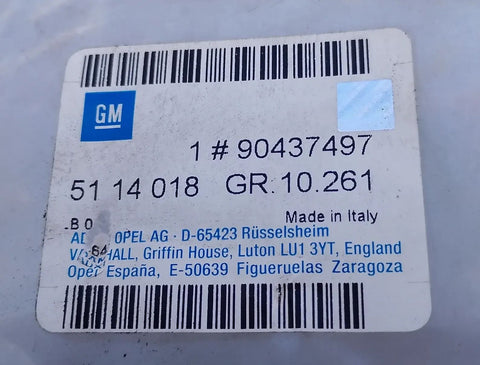 GM
1 # 90437497
51 14 018 GR.10.261
Made in Italy
OPEL AG · D-65423 Rüsselsheim
HALL, Griffin House, Luton LU1 3YT, England
Opel España, E-50639 Figueruelas Zaragoza